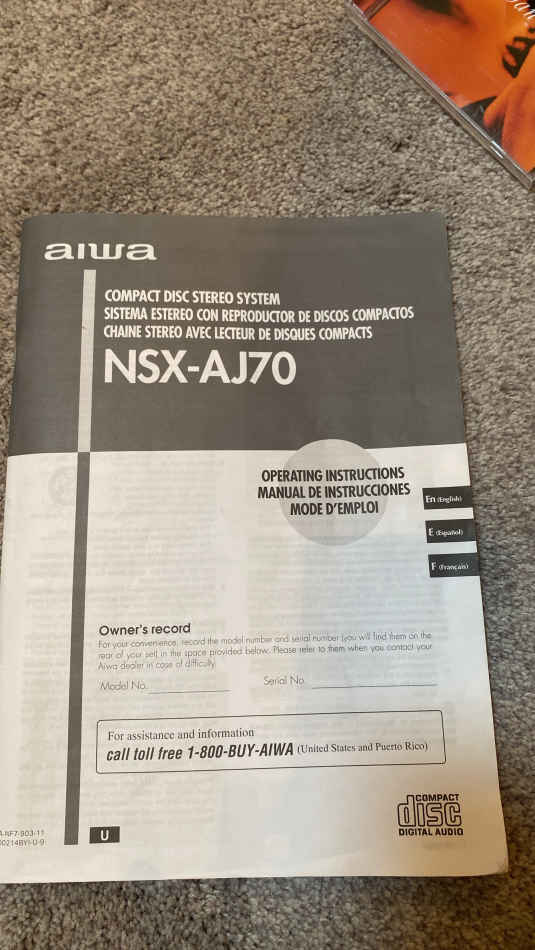 aiwa
COMPACT DISC STEREO SYSTEM
SISTEMA ESTEREO CON REPRODUCTOR DE DISCOS COMPACTOS
CHAINE STEREO AVEC LECTEUR DE DISQUES COMPACTS
NSX-AJ70
OPERATING INSTRUCTIONS
MANUAL DE INSTRUCCIONES
MODE D'EMPLOI
En (English)
E (Español)
F (Français)
Owner's record
For your convenience, record the model number and serial number (you will find them on the
rear of your set) in the space provided below. Please refer to them when you contact your
Aiwa dealer in case of difficulty.
Model No.
Serial No.
For assistance and information
call toll free 1-800-BUY-AIWA (United States and Puerto Rico)
COMPACT
disc
DIGITAL AUDIO
A-NF7-903-11
00214BYI-U-9
U